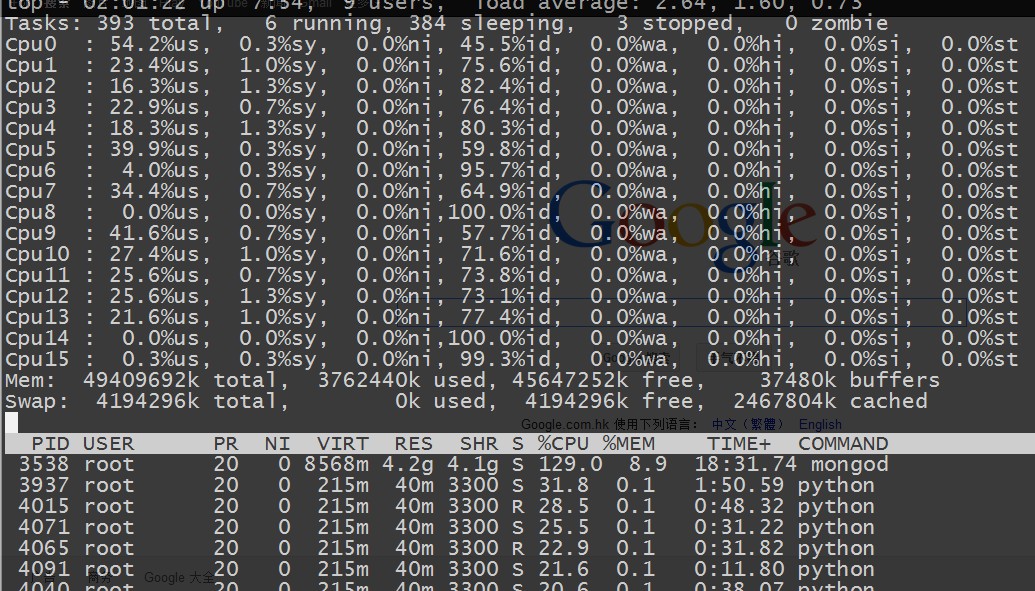 top - 01:22 up 7:54, 9 users, load average: 2.64, 1.60, 0.73
Tasks: 393 total, 6 running, 384 sleeping, 3 stopped, 0 zombie
Cpu0 : 54.2%us, 0.3%sy, 0.0%ni, 45.5%id, 0.0%wa, 0.0%hi, 0.0%si, 0.0%st
Cpu1 : 23.4%us, 1.0%sy, 0.0%ni, 75.6%id, 0.0%wa, 0.0%hi, 0.0%si, 0.0%st
Cpu2 : 16.3%us, 1.3%sy, 0.0%ni, 82.4%id, 0.0%wa, 0.0%hi, 0.0%si, 0.0%st
Cpu3 : 22.9%us, 0.7%sy, 0.0%ni, 76.4%id, 0.0%wa, 0.0%hi, 0.0%si, 0.0%st
Cpu4 : 18.3%us, 1.3%sy, 0.0%ni, 80.3%id, 0.0%wa, 0.0%hi, 0.0%si, 0.0%st
Cpu5 : 39.9%us, 0.3%sy, 0.0%ni, 59.8%id, 0.0%wa, 0.0%hi, 0.0%si, 0.0%st
Cpu6 : 4.0%us, 0.3%sy, 0.0%ni, 95.7%id, 0.0%wa, 0.0%hi, 0.0%si, 0.0%st
Cpu7 : 34.4%us, 0.7%sy, 0.0%ni, 64.9%id, 0.0%wa, 0.0%hi, 0.0%si, 0.0%st
Cpu8 : 0.0%us, 0.0%sy, 0.0%ni,100.0%id, 0.0%wa, 0.0%hi, 0.0%si, 0.0%st
Cpu9 : 41.6%us, 0.7%sy, 0.0%ni, 57.7%id, 0.0%wa, 0.0%hi, 0.0%si, 0.0%st
Cpu10 : 27.4%us, 1.0%sy, 0.0%ni, 71.6%id, 0.0%wa, 0.0%hi, 0.0%si, 0.0%st
Cpu11 : 25.6%us, 0.7%sy, 0.0%ni, 73.8%id, 0.0%wa, 0.0%hi, 0.0%si, 0.0%st
Cpu12 : 25.6%us, 1.3%sy, 0.0%ni, 73.1%id, 0.0%wa, 0.0%hi, 0.0%si, 0.0%st
Cpu13 : 21.6%us, 1.0%sy, 0.0%ni, 77.4%id, 0.0%wa, 0.0%hi, 0.0%si, 0.0%st
Cpu14 : 0.0%us, 0.0%sy, 0.0%ni,100.0%id, 0.0%wa, 0.0%hi, 0.0%si, 0.0%st
Cpu15 : 0.3%us, 0.3%sy, 0.0%ni, 99.3%id, 0.0%wa, 0.0%hi, 0.0%si, 0.0%st
Mem: 49409692k total, 3762440k used, 45647252k free, 37480k buffers
Swap: 4194296k total, 0k used, 4194296k free, 2467804k cached
Google
谷歌
Google.com.hk 使用下列语言： 中文（繁體） English
PID USER PR NI VIRT RES SHR S %CPU %MEM TIME+ COMMAND
3538 root 20 0 8568m 4.2g 4.1g S 129.0 8.9 18:31.74 mongod
3937 root 20 0 215m 40m 3300 S 31.8 0.1 1:50.59 python
4015 root 20 0 215m 40m 3300 R 28.5 0.1 0:48.32 python
4071 root 20 0 215m 40m 3300 S 25.5 0.1 0:31.22 python
4065 root 20 0 215m 40m 3300 R 22.9 0.1 0:31.82 python
4091 root 20 0 215m 40m 3300 S 21.6 0.1 0:11.80 python
Google 大全
4040 root 20 0 215m 40m 3300 S 20.6 0.1 0:38.07 python